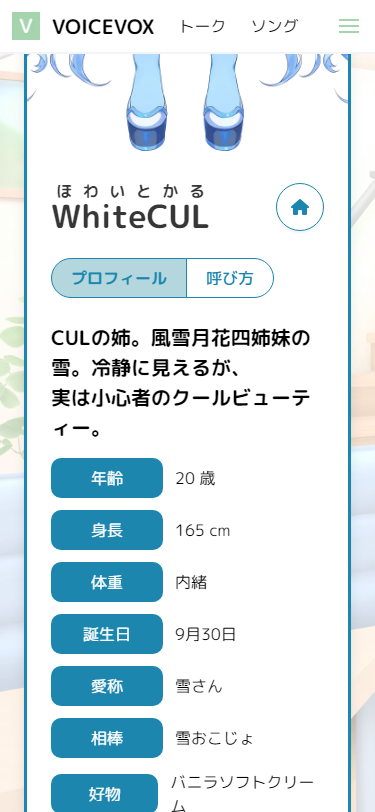 V VOICEVOX トーク ソング
ほわいとかる
WhiteCUL
プロフィール 呼び方
CULの姉。風雪月花四姉妹の
雪。冷静に見えるが、
実は小心者のクールビューテ
ィー。
年齢 20 歳
身長 165 cm
体重 内緒
誕生日 9月30日
愛称 雪さん
相棒 雪おこじょ
好物 バニラソフトクリー
ム